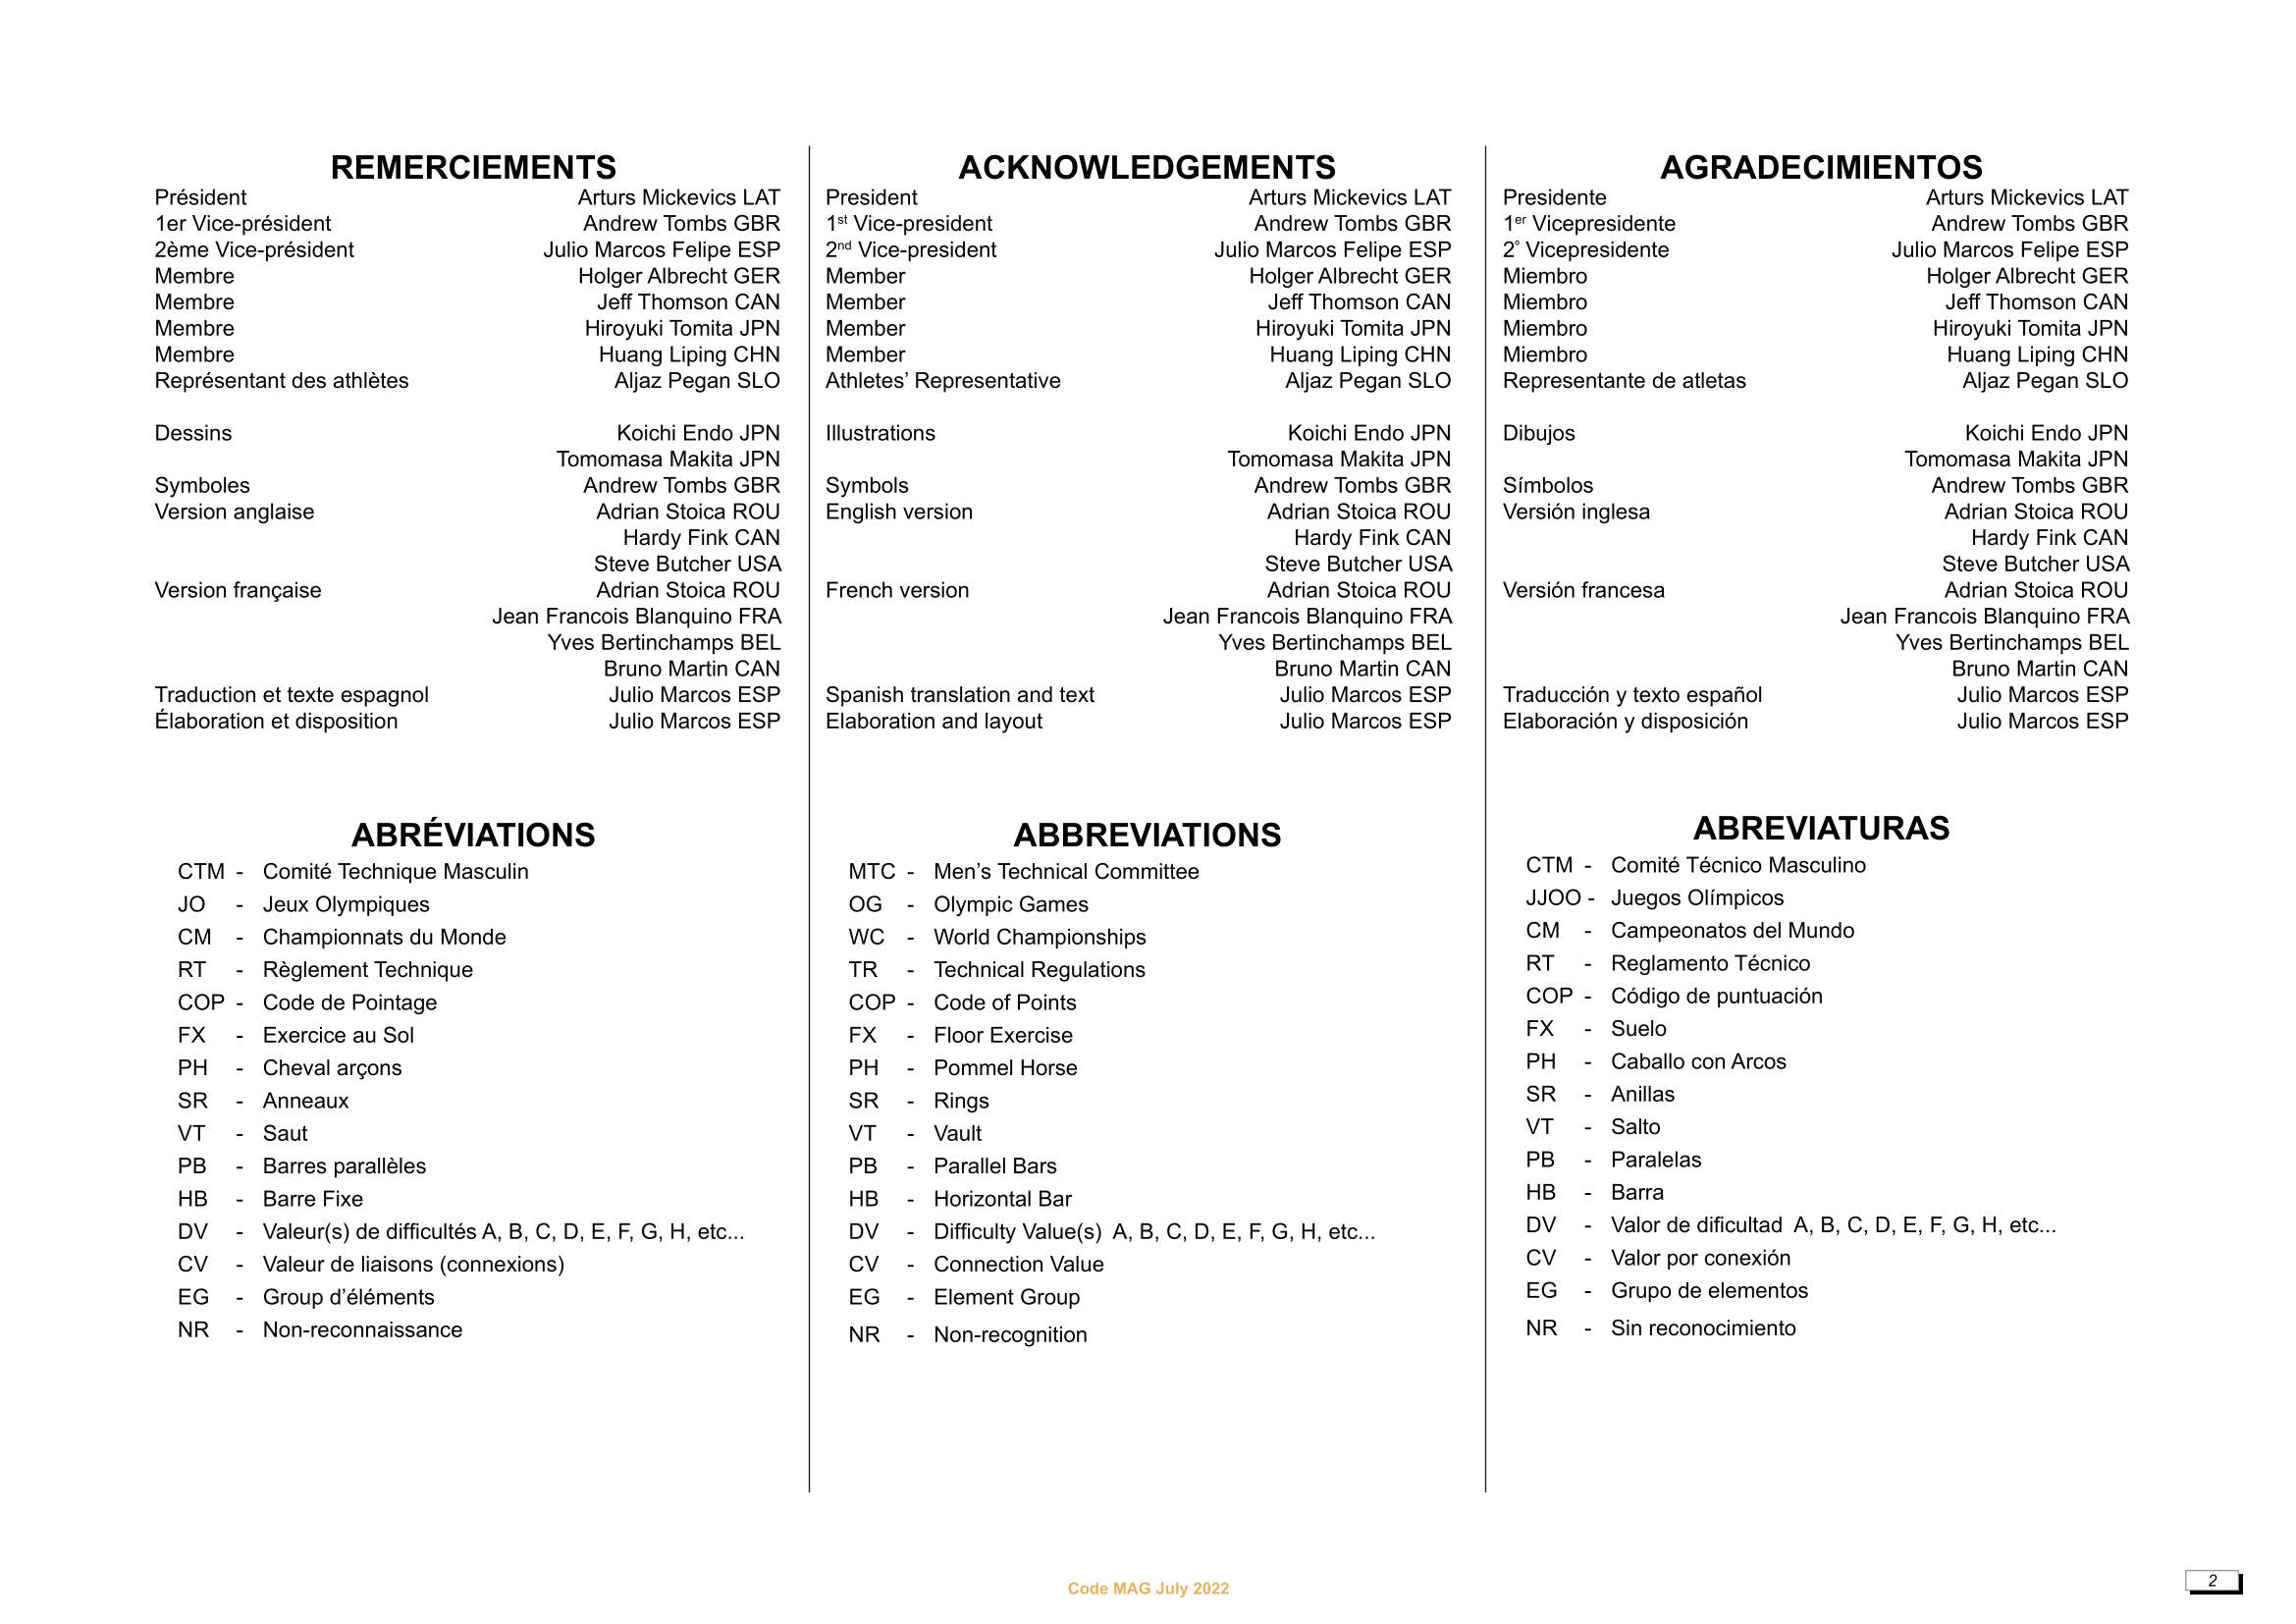 REMERCIEMENTS
Président Arturs Mickevics LAT
1er Vice-président Andrew Tombs GBR
2ème Vice-président Julio Marcos Felipe ESP
Membre Holger Albrecht GER
Membre Jeff Thomson CAN
Membre Hiroyuki Tomita JPN
Membre Huang Liping CHN
Représentant des athlètes Aljaz Pegan SLO
Dessins Koichi Endo JPN
Tomomasa Makita JPN
Symboles Andrew Tombs GBR
Version anglaise Adrian Stoica ROU
Hardy Fink CAN
Steve Butcher USA
Version française Adrian Stoica ROU
Jean Francois Blanquino FRA
Yves Bertinchamps BEL
Bruno Martin CAN
Traduction et texte espagnol Julio Marcos ESP
Élaboration et disposition Julio Marcos ESP
ABRÉVIATIONS
CTM - Comité Technique Masculin
JO - Jeux Olympiques
CM - Championnats du Monde
RT - Règlement Technique
COP - Code de Pointage
FX - Exercice au Sol
PH - Cheval arçons
SR - Anneaux
VT - Saut
PB - Barres parallèles
HB - Barre Fixe
DV - Valeur(s) de difficultés A, B, C, D, E, F, G, H, etc...
CV - Valeur de liaisons (connexions)
EG - Group d’éléments
NR - Non-reconnaissance
ACKNOWLEDGEMENTS
President Arturs Mickevics LAT
1st Vice-president Andrew Tombs GBR
2nd Vice-president Julio Marcos Felipe ESP
Member Holger Albrecht GER
Member Jeff Thomson CAN
Member Hiroyuki Tomita JPN
Member Huang Liping CHN
Athletes’ Representative Aljaz Pegan SLO
Illustrations Koichi Endo JPN
Tomomasa Makita JPN
Symbols Andrew Tombs GBR
English version Adrian Stoica ROU
Hardy Fink CAN
Steve Butcher USA
French version Adrian Stoica ROU
Jean Francois Blanquino FRA
Yves Bertinchamps BEL
Bruno Martin CAN
Spanish translation and text Julio Marcos ESP
Elaboration and layout Julio Marcos ESP
ABBREVIATIONS
MTC - Men’s Technical Committee
OG - Olympic Games
WC - World Championships
TR - Technical Regulations
COP - Code of Points
FX - Floor Exercise
PH - Pommel Horse
SR - Rings
VT - Vault
PB - Parallel Bars
HB - Horizontal Bar
DV - Difficulty Value(s) A, B, C, D, E, F, G, H, etc...
CV - Connection Value
EG - Element Group
NR - Non-recognition
AGRADECIMIENTOS
Presidente Arturs Mickevics LAT
1er Vicepresidente Andrew Tombs GBR
2º Vicepresidente Julio Marcos Felipe ESP
Miembro Holger Albrecht GER
Miembro Jeff Thomson CAN
Miembro Hiroyuki Tomita JPN
Miembro Huang Liping CHN
Representante de atletas Aljaz Pegan SLO
Dibujos Koichi Endo JPN
Tomomasa Makita JPN
Símbolos Andrew Tombs GBR
Versión inglesa Adrian Stoica ROU
Hardy Fink CAN
Steve Butcher USA
Versión francesa Adrian Stoica ROU
Jean Francois Blanquino FRA
Yves Bertinchamps BEL
Bruno Martin CAN
Traducción y texto español Julio Marcos ESP
Elaboración y disposición Julio Marcos ESP
ABREVIATURAS
CTM - Comité Técnico Masculino
JJOO - Juegos Olímpicos
CM - Campeonatos del Mundo
RT - Reglamento Técnico
COP - Código de puntuación
FX - Suelo
PH - Caballo con Arcos
SR - Anillas
VT - Salto
PB - Paralelas
HB - Barra
DV - Valor de dificultad A, B, C, D, E, F, G, H, etc...
CV - Valor por conexión
EG - Grupo de elementos
NR - Sin reconocimiento
Code MAG July 2022
2